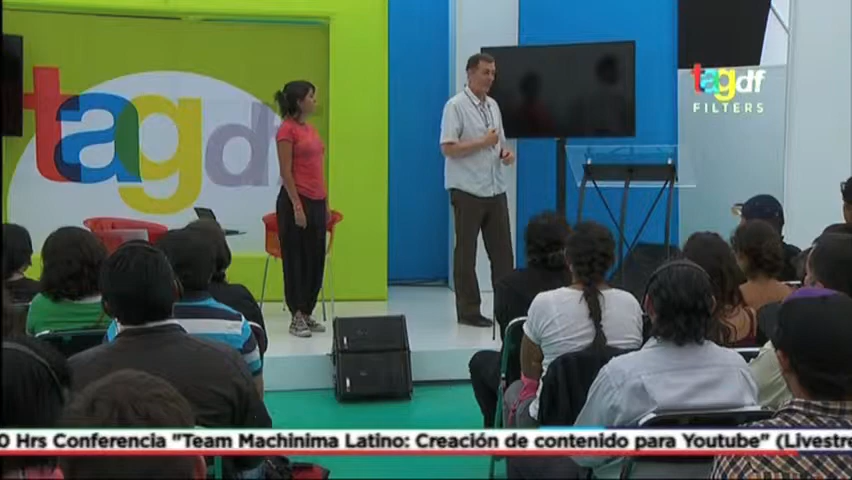 tagdf
tagdf
FILTERS
0 Hrs Conferencia "Team Machinima Latino: Creación de contenido para Youtube" (Livestre